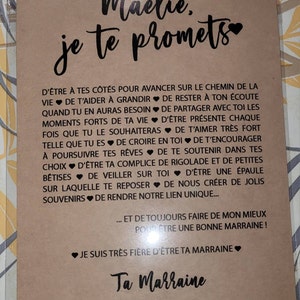 Maëlie,
je te promets♥
D'ÊTRE À TES CÔTÉS POUR AVANCER SUR LE CHEMIN DE LA
VIE ♥ DE T'AIDER À GRANDIR ♥ DE RESTER À TON ÉCOUTE
QUAND TU EN AURAS BESOIN ♥ DE PARTAGER AVEC TOI LES
MOMENTS FORTS DE TA VIE ♥ D'ÊTRE PRÉSENTE CHAQUE
FOIS QUE TU LE SOUHAITERAS ♥ DE T'AIMER TRÈS FORT
TELLE QUE TU ES ♥ DE CROIRE EN TOI ♥ DE T'ENCOURAGER
À POURSUIVRE TES RÊVES ♥ DE TE SOUTENIR DANS TES
CHOIX ♥ D'ÊTRE TA COMPLICE DE RIGOLADE ET DE PETITES
BÊTISES ♥ DE VEILLER SUR TOI ♥ D'ÊTRE UNE ÉPAULE
SUR LAQUELLE TE REPOSER ♥ DE NOUS CRÉER DE JOLIS
SOUVENIRS ♥ DE RENDRE NOTRE LIEN UNIQUE...
... ET DE TOUJOURS FAIRE DE MON MIEUX
POUR ÊTRE UNE BONNE MARRAINE !
♥ JE SUIS TRÈS FIÈRE D'ÊTRE TA MARRAINE ♥
Ta Marraine